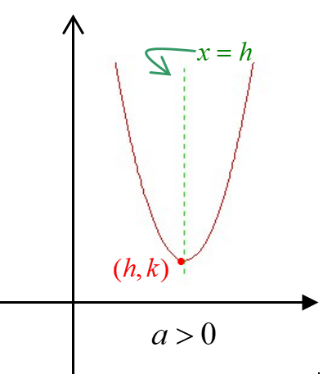 x = h
(h, k)
a > 0